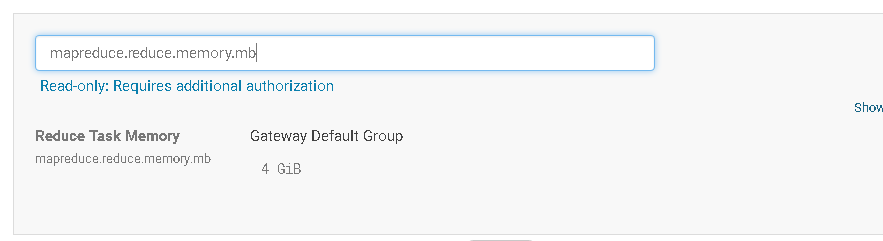 mapreduce.reduce.memory.mb
Read-only: Requires additional authorization
Show
Reduce Task Memory Gateway Default Group
mapreduce.reduce.memory.mb
4 GiB